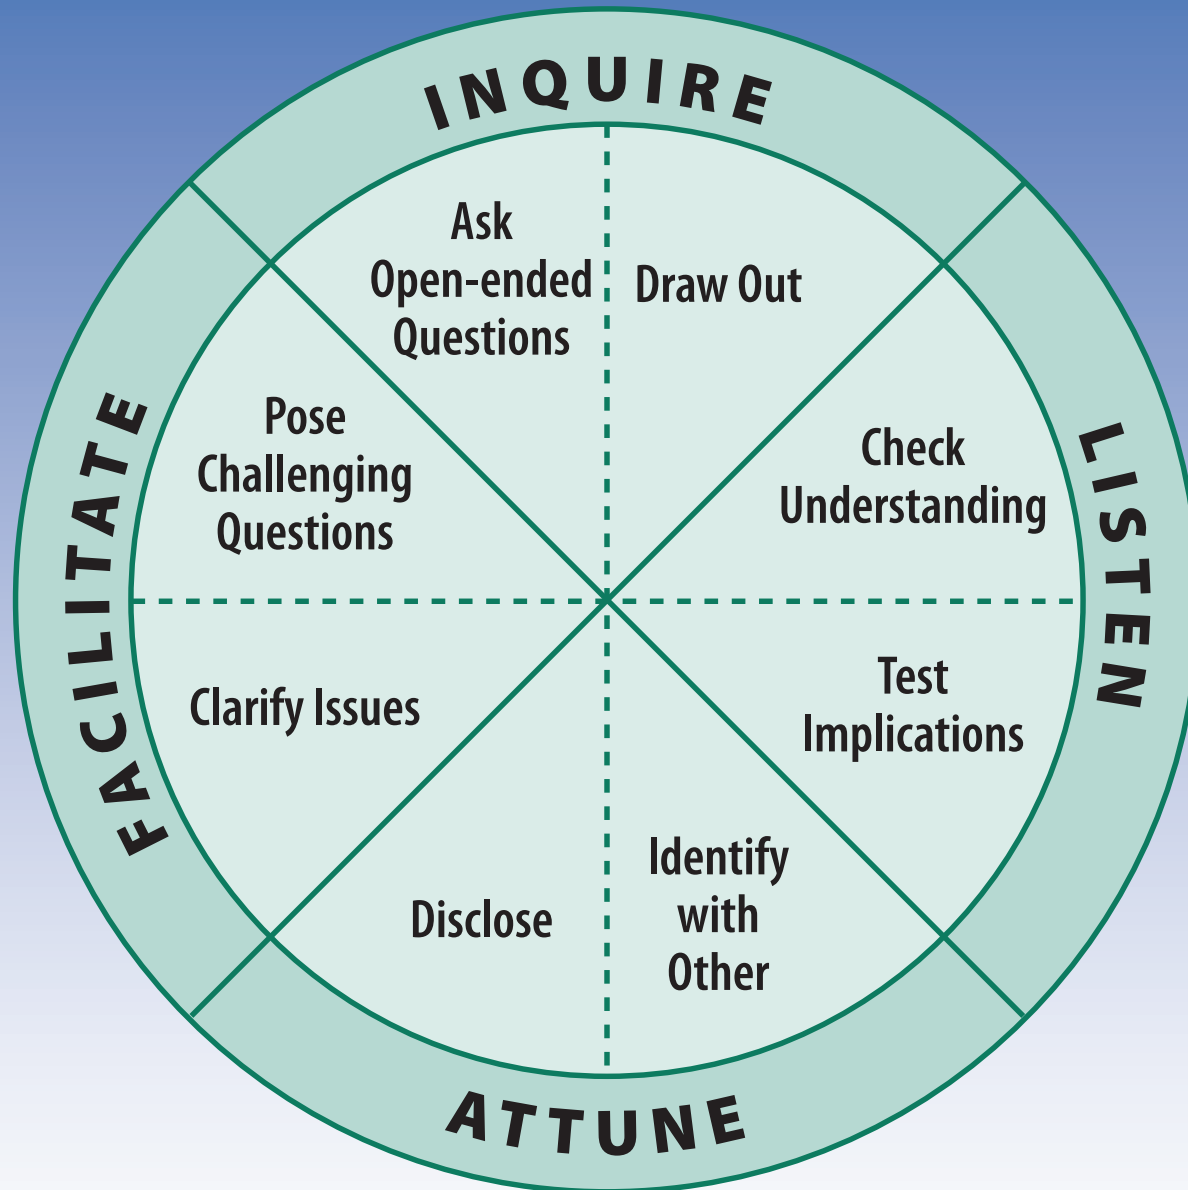 INQUIRE
Ask
Open-ended
Questions
Draw Out
LISTEN
Check
Understanding
Test
Implications
ATTUNE
Identify
with
Other
Disclose
FACILITATE
Clarify Issues
Pose
Challenging
Questions